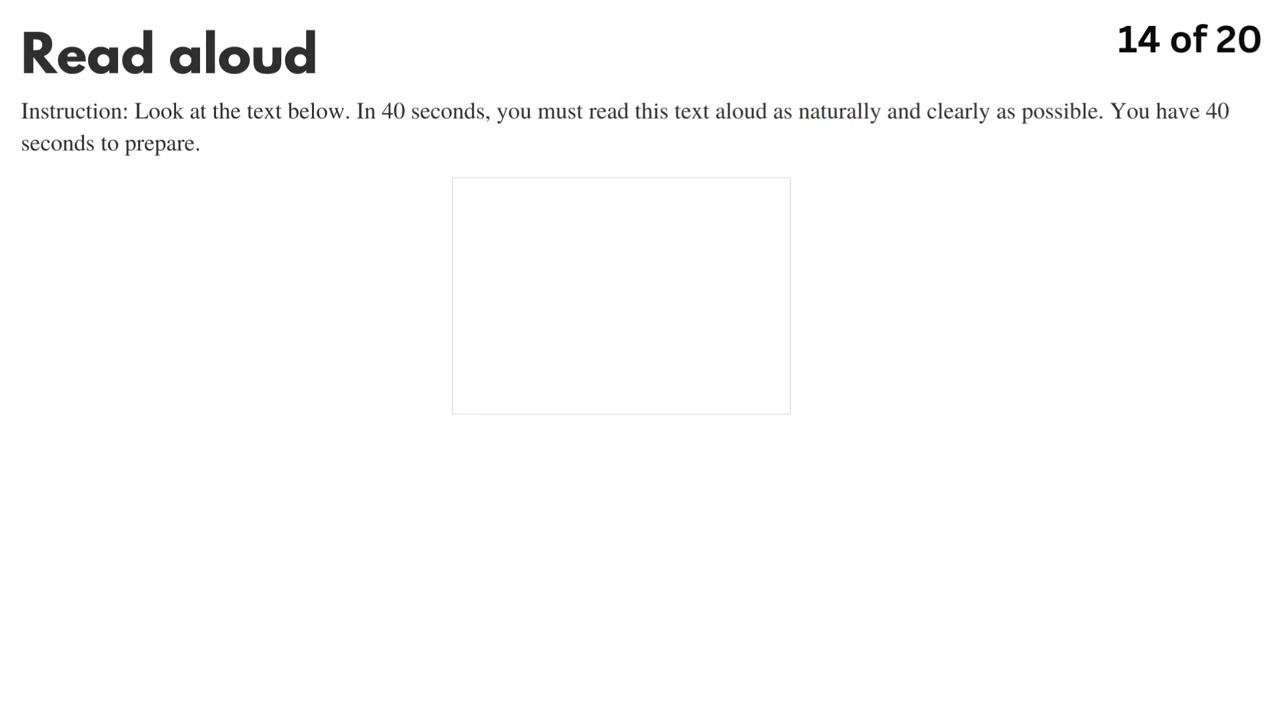 Read aloud
14 of 20
Instruction: Look at the text below. In 40 seconds, you must read this text aloud as naturally and clearly as possible. You have 40
seconds to prepare.